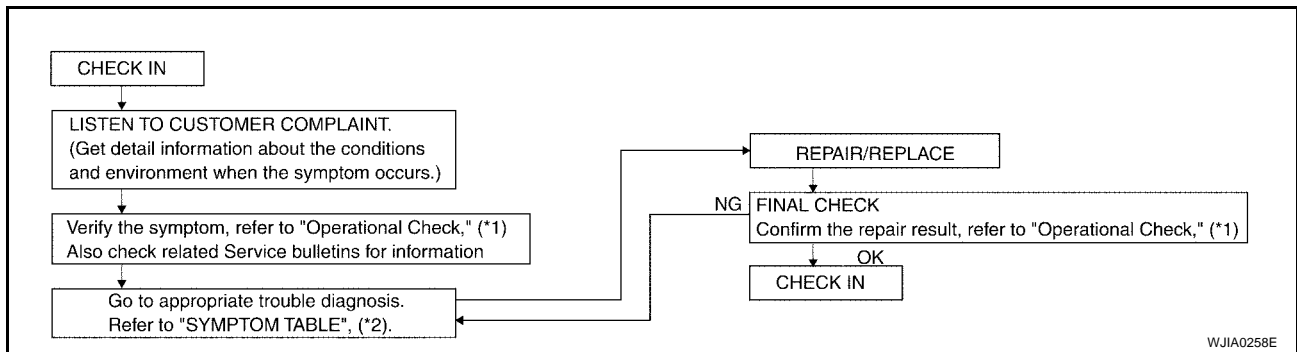 CHECK IN
LISTEN TO CUSTOMER COMPLAINT.
(Get detail information about the conditions
and environment when the symptom occurs.)
Verify the symptom, refer to "Operational Check," (*1)
Also check related Service bulletins for information
Go to appropriate trouble diagnosis.
Refer to "SYMPTOM TABLE", (*2).
REPAIR/REPLACE
NG
FINAL CHECK
Confirm the repair result, refer to "Operational Check," (*1)
OK
CHECK IN
WJIA0258E